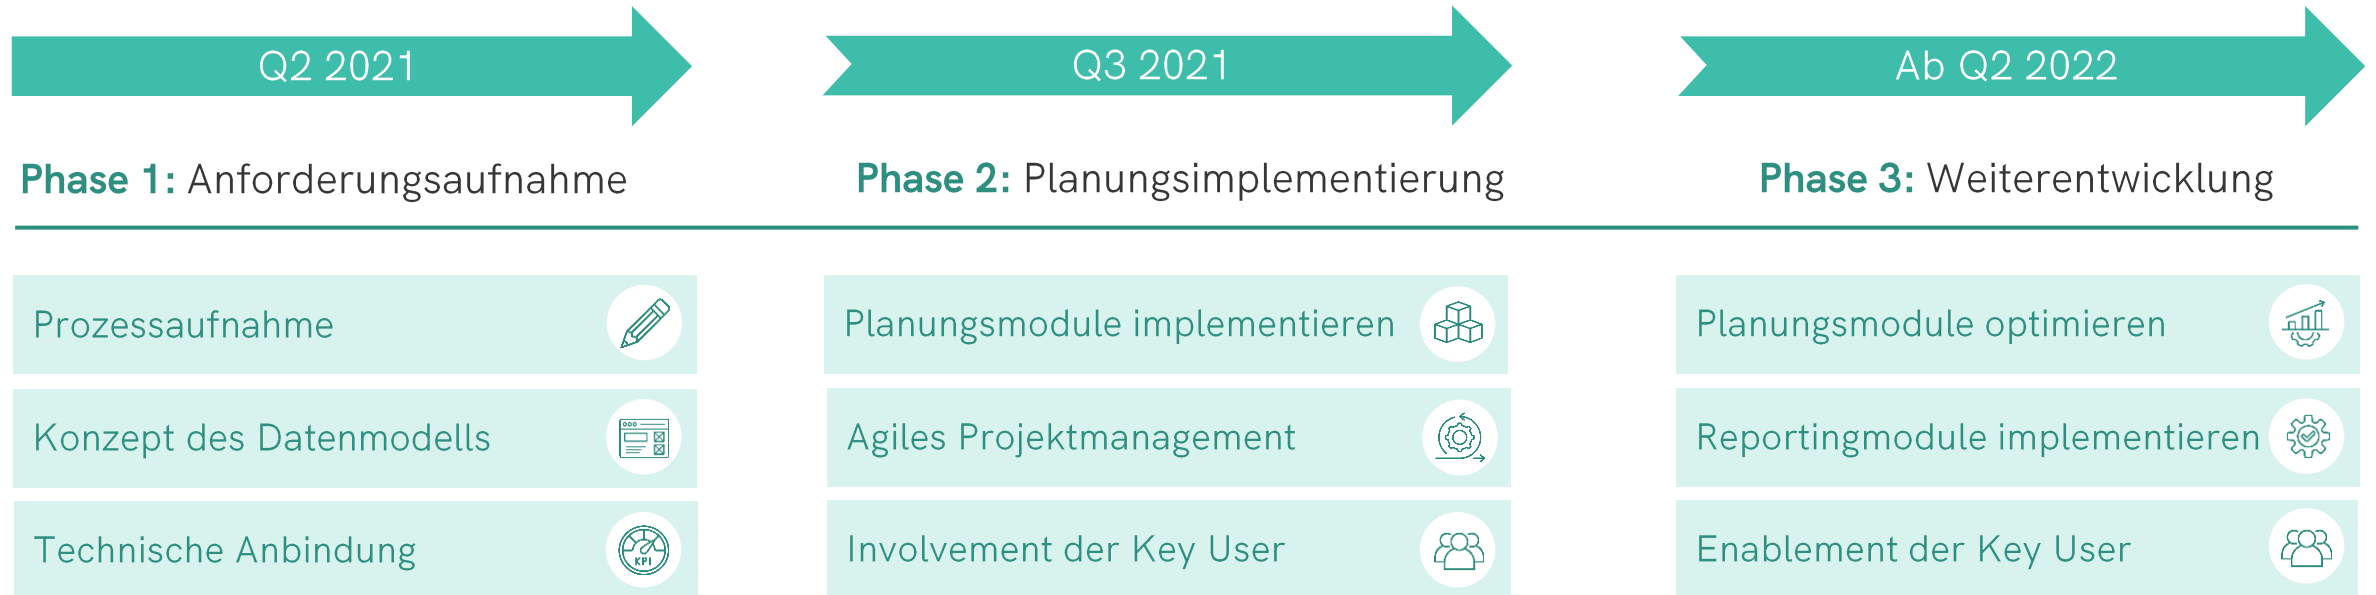 Q2 2021
Q3 2021
Ab Q2 2022
Phase 1: Anforderungsaufnahme
Phase 2: Planungsimplementierung
Phase 3: Weiterentwicklung
Prozessaufnahme
Planungsmodule implementieren
Planungsmodule optimieren
Konzept des Datenmodells
Agiles Projektmanagement
Reportingmodule implementieren
Technische Anbindung
KPI
Involvement der Key User
Enablement der Key User